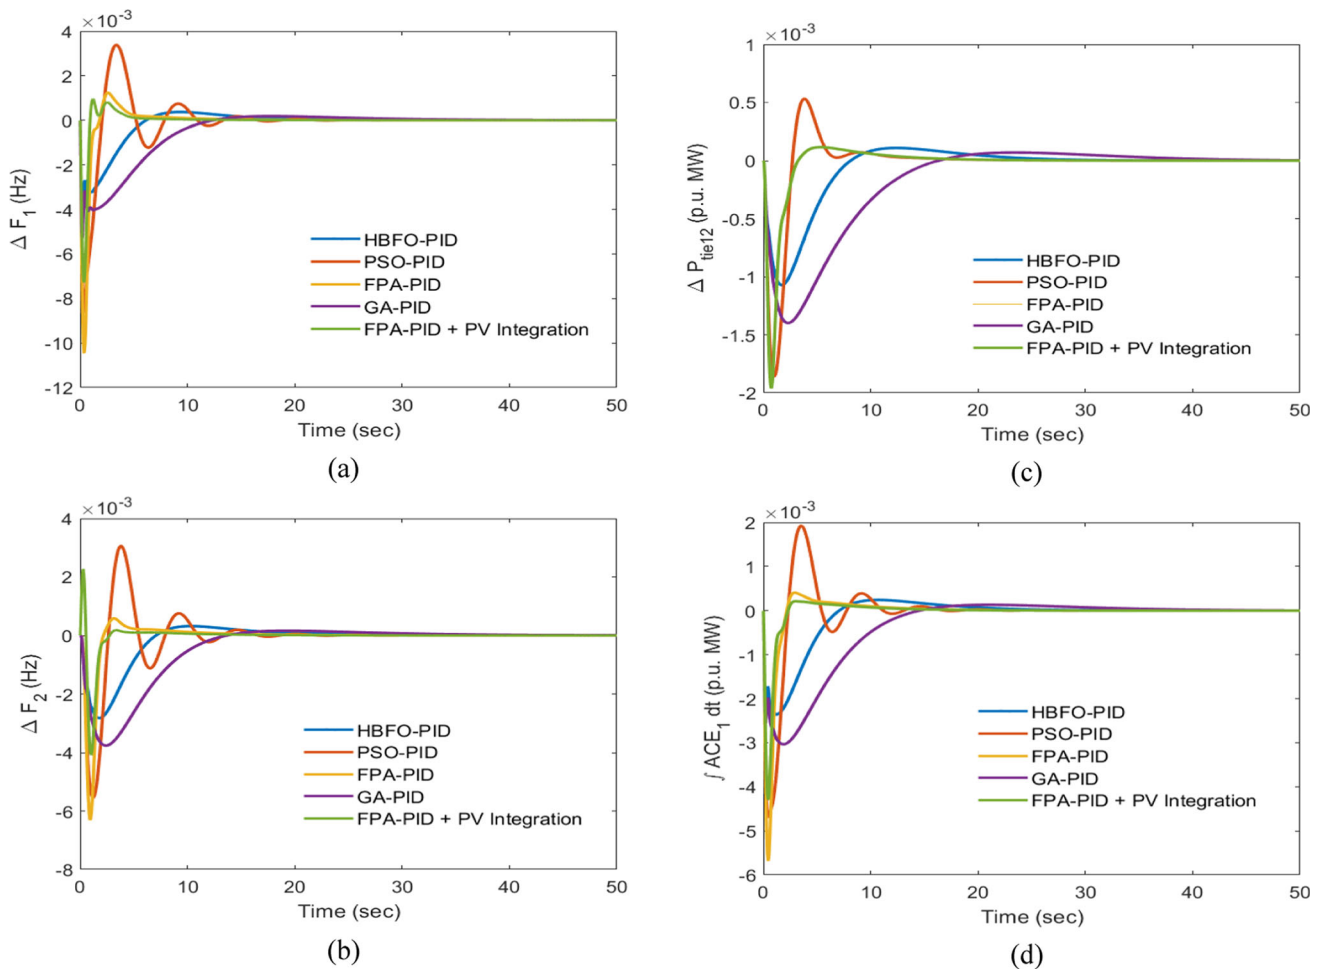 ×10⁻³
4
2
0
-2
-4
-6
-8
-10
-12
Δ F₁ (Hz)
HBFO-PID
PSO-PID
FPA-PID
GA-PID
FPA-PID + PV Integration
0 10 20 30 40 50
Time (sec)
(a)
×10⁻³
1
0.5
0
-0.5
-1
-1.5
-2
Δ P_tie12 (p.u. MW)
HBFO-PID
PSO-PID
FPA-PID
GA-PID
FPA-PID + PV Integration
0 10 20 30 40 50
Time (sec)
(c)
×10⁻³
4
2
0
-2
-4
-6
-8
Δ F₂ (Hz)
HBFO-PID
PSO-PID
FPA-PID
GA-PID
FPA-PID + PV Integration
0 10 20 30 40 50
Time (sec)
(b)
×10⁻³
2
1
0
-1
-2
-3
-4
-5
-6
∫ ACE₁ dt (p.u. MW)
HBFO-PID
PSO-PID
FPA-PID
GA-PID
FPA-PID + PV Integration
0 10 20 30 40 50
Time (sec)
(d)